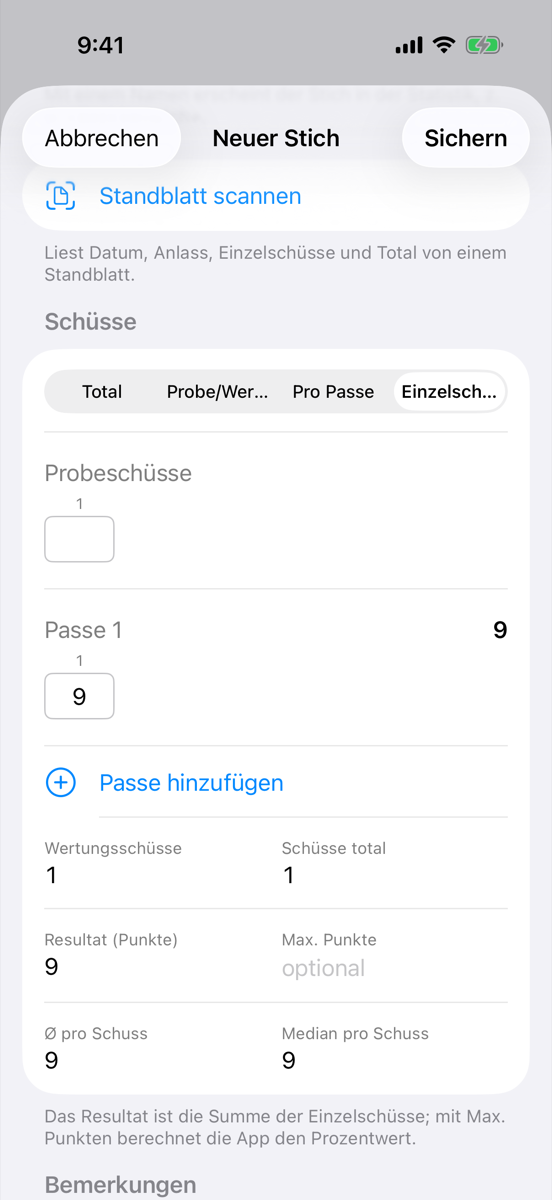 9:41
Abbrechen
Neuer Stich
Sichern
Standblatt scannen
Liest Datum, Anlass, Einzelschüsse und Total von einem
Standblatt.
Schüsse
Total
Probe/Wer...
Pro Passe
Einzelsch...
Probeschüsse
1
Passe 1
9
1
9
Passe hinzufügen
Wertungsschüsse
Schüsse total
1
1
Resultat (Punkte)
Max. Punkte
9
optional
Ø pro Schuss
Median pro Schuss
9
9
Das Resultat ist die Summe der Einzelschüsse; mit Max.
Punkten berechnet die App den Prozentwert.
Bemerkungen